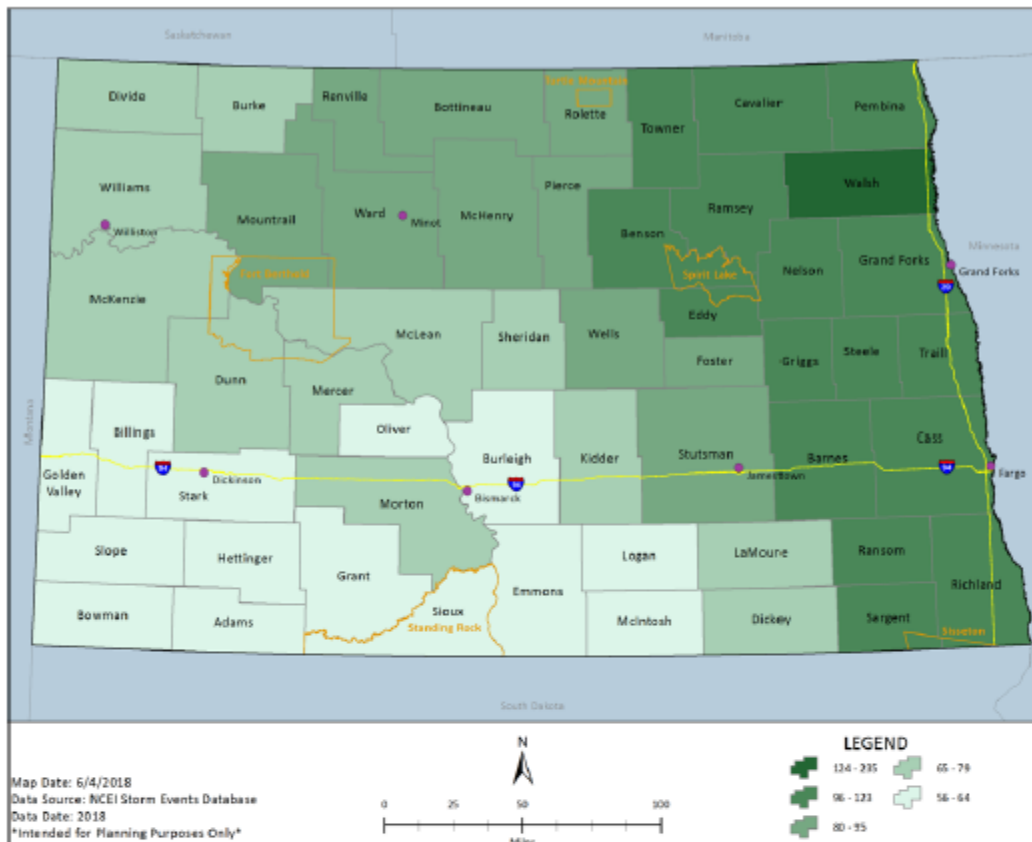 Saskatchewan
Manitoba
Divide
Burke
Renville
Bottineau
Turtle Mountain
Rolette
Towner
Cavalier
Pembina
Williams
Williston
Mountrail
Ward
Minot
McHenry
Pierce
Benson
Ramsey
Walsh
Minnesota
Spirit Lake
Nelson
Grand Forks
Grand Forks
29
McKenzie
Fort Berthold
McLean
Sheridan
Wells
Eddy
Foster
Griggs
Steele
Traill
Dunn
Mercer
Oliver
Montana
Billings
Golden
Valley
94
Stark
Dickinson
Burleigh
94
Bismarck
Kidder
Stutsman
Jamestown
Barnes
Cass
94
Fargo
Morton
Slope
Hettinger
Grant
Emmons
Logan
LaMoure
Ransom
Richland
Bowman
Adams
Sioux
Standing Rock
McIntosh
Dickey
Sargent
Sisseton
South Dakota
Map Date: 6/4/2018
Data Source: NCEI Storm Events Database
Data Date: 2018
*Intended for Planning Purposes Only*
N
0 25 50 100
Miles
LEGEND
124 - 235
65 - 79
96 - 123
56 - 64
80 - 95